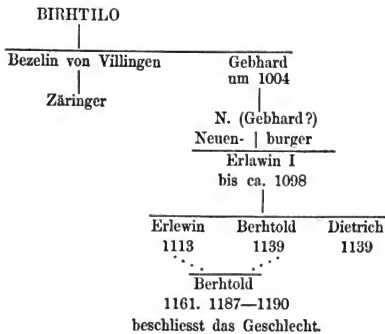 BIRHTILO
Bezelin von Villingen Gebhard
um 1004
Zäringer
N. (Gebhard?)
Neuen- burger
Erlawin I
bis ca. 1098
Erlewin Berhtold Dietrich
1113 1139 1139
Berhtold
1161. 1187—1190
beschliesst das Geschlecht.